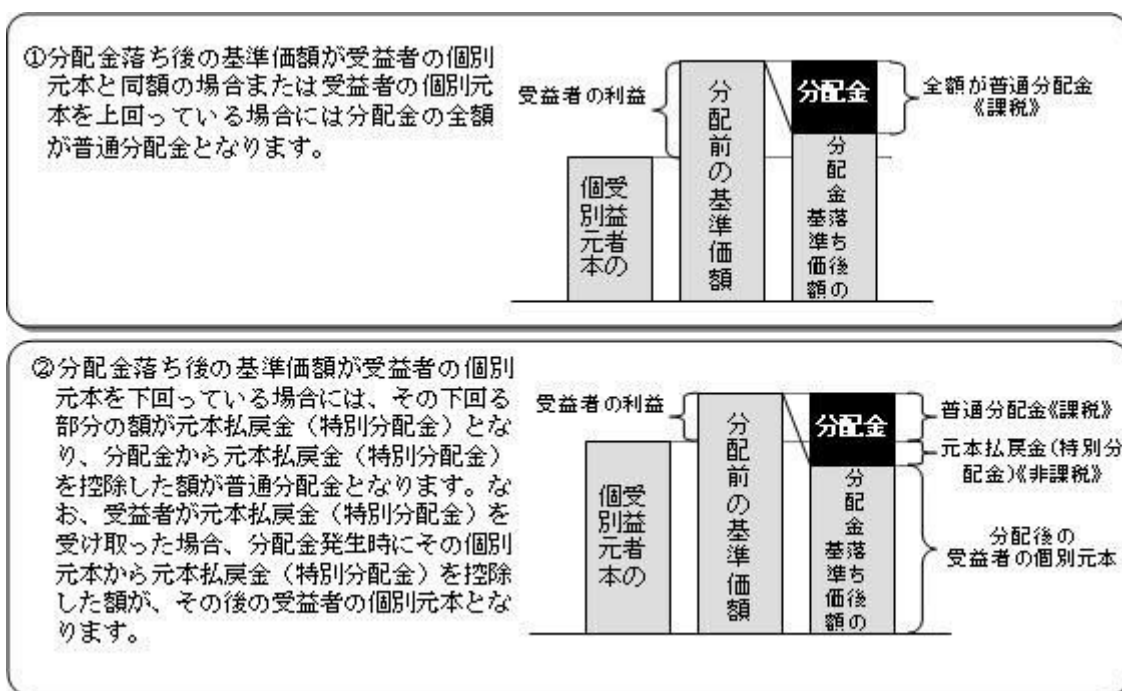 ①分配金落ち後の基準価額が受益者の個別
元本と同額の場合または受益者の個別元
本を上回っている場合には分配金の全額
が普通分配金となります。
受益者の利益
受益者の
個別元本
分配前の基準価額
分配金
分配金落ち後の
基準価額
全額が普通分配金
《課税》
②分配金落ち後の基準価額が受益者の個別
元本を下回っている場合には、その下回る
部分の額が元本払戻金（特別分配金）とな
り、分配金から元本払戻金（特別分配金）
を控除した額が普通分配金となります。な
お、受益者が元本払戻金（特別分配金）を
受け取った場合、分配金発生時にその個別
元本から元本払戻金（特別分配金）を控除
した額が、その後の受益者の個別元本とな
ります。
受益者の利益
受益者の
個別元本
分配前の基準価額
分配金
分配金落ち後の
基準価額
普通分配金《課税》
元本払戻金(特別分
配金)《非課税》
分配後の
受益者の個別元本